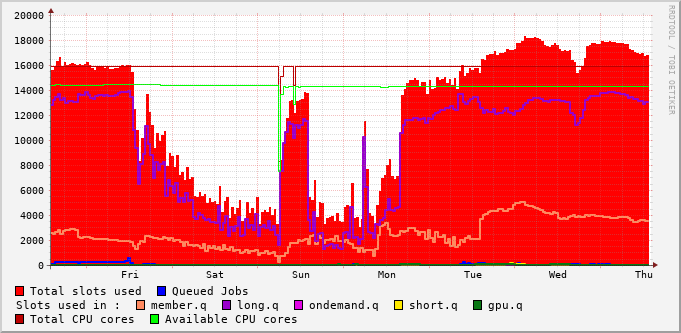 20000
18000
16000
14000
12000
10000
8000
6000
4000
2000
0
Fri Sat Sun Mon Tue Wed Thu
RRDTOOL / TOBI OETIKER
Total slots used Queued Jobs
Slots used in : member.q long.q ondemand.q short.q gpu.q
Total CPU cores Available CPU cores